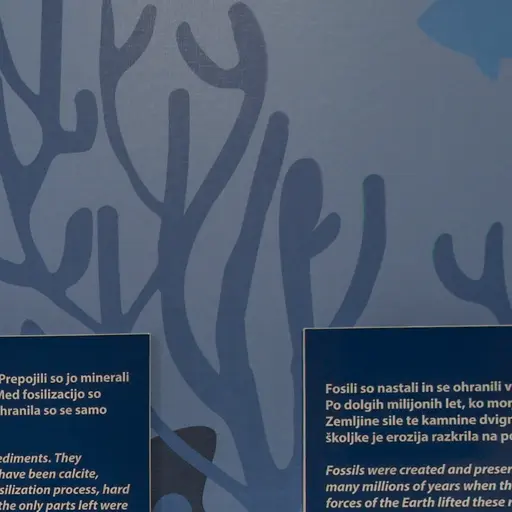 Prepojili so jo minerali
Med fosilizacijo so
hranila so se samo
ediments. They
have been calcite,
silization process, hard
the only parts left were
Fosili so nastali in se ohranili v
Po dolgih milijonih let, ko mor
Zemljine sile te kamnine dvign
školjke je erozija razkrila na po
Fossils were created and preser
many millions of years when th
forces of the Earth lifted these r